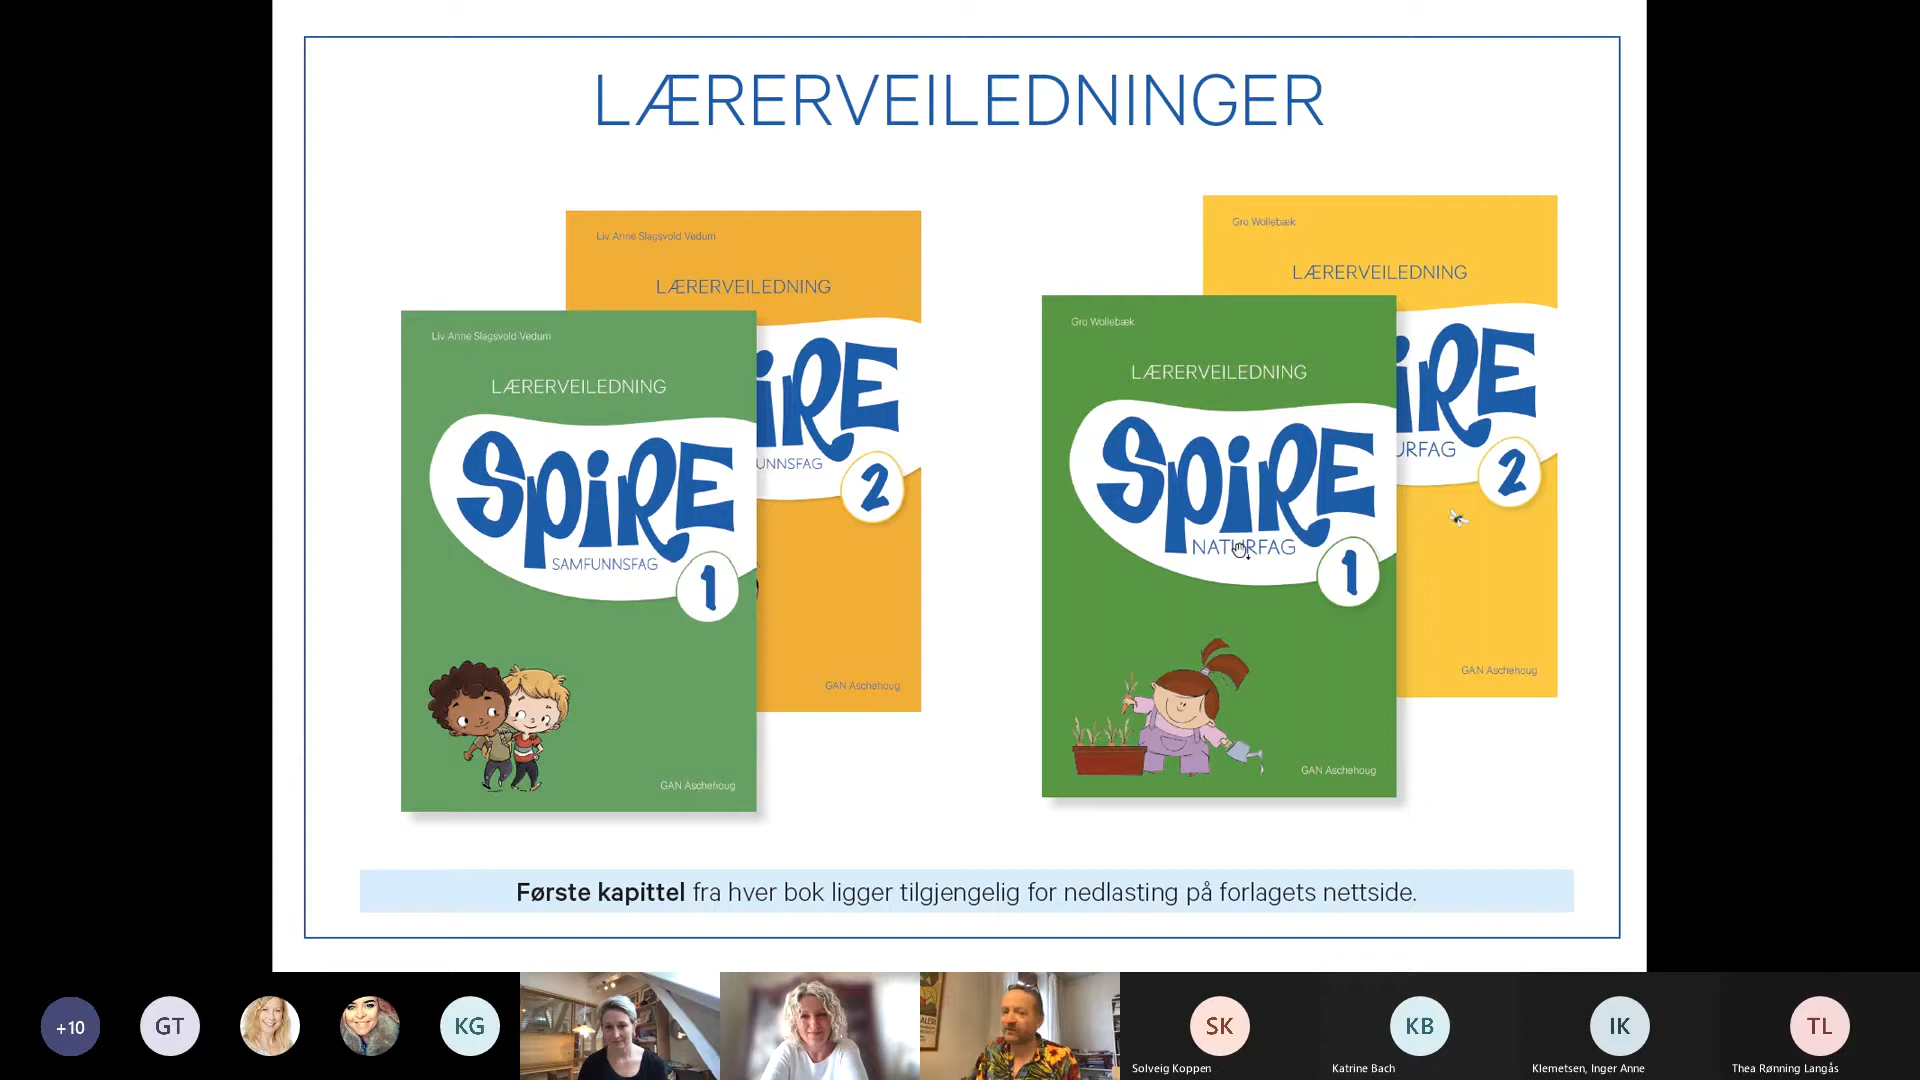 LÆRERVEILEDNINGER
Liv Anne Slagsvold Vedum
LÆRERVEILEDNING
SPIRE
SAMFUNNSFAG
1
GAN Aschehoug
Liv Anne Slagsvold Vedum
LÆRERVEILEDNING
iRE
UNNSFAG
2
GAN Aschehoug
Gro Wollebæk
LÆRERVEILEDNING
SPIRE
NATURFAG
1
GAN Aschehoug
Gro Wollebæk
LÆRERVEILEDNING
iRE
URFAG
2
GAN Aschehoug
Første kapittel fra hver bok ligger tilgjengelig for nedlasting på forlagets nettside.
+10
GT
KG
SK
Solveig Koppen
KB
Katrine Bach
IK
Klemetsen, Inger Anne
TL
Thea Rønning Langås